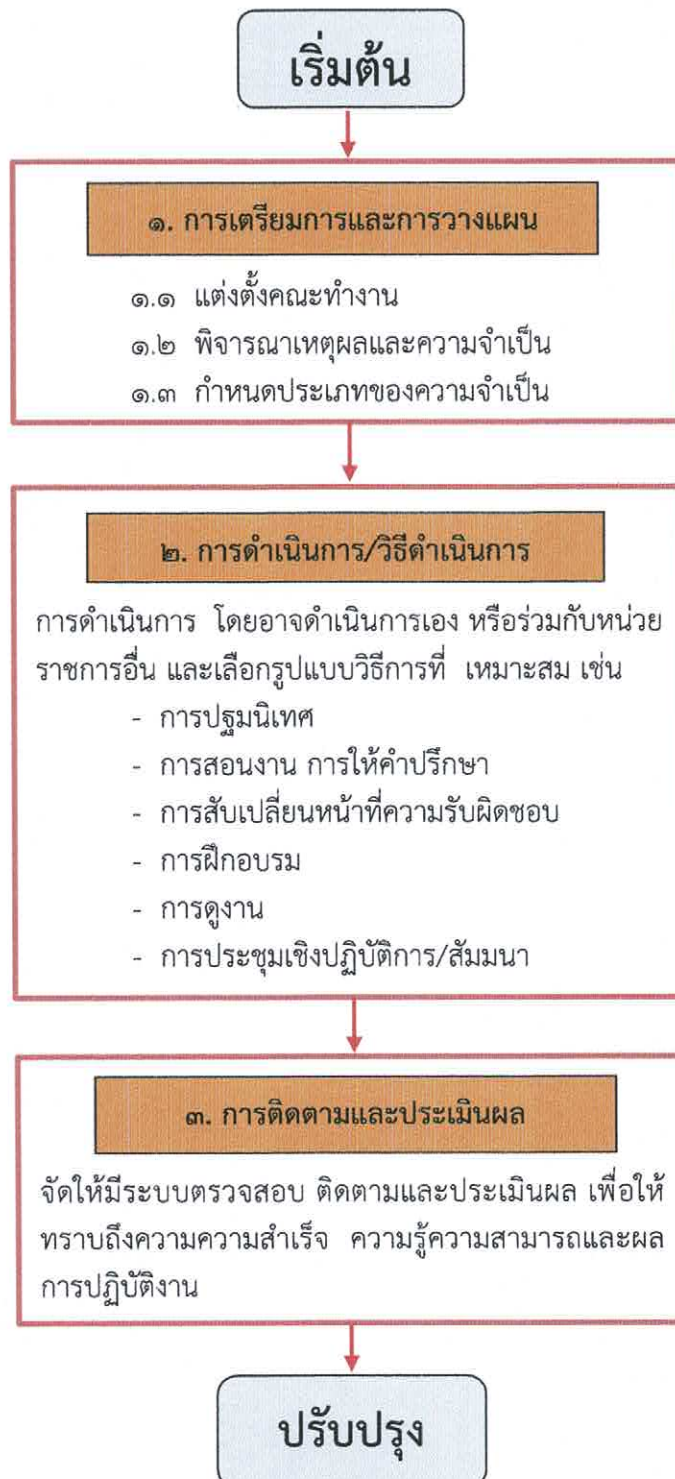 เริ่มต้น
๑. การเตรียมการและการวางแผน
๑.๑ แต่งตั้งคณะทำงาน
๑.๒ พิจารณาเหตุผลและความจำเป็น
๑.๓ กำหนดประเภทของความจำเป็น
๒. การดำเนินการ/วิธีดำเนินการ
การดำเนินการ โดยอาจดำเนินการเอง หรือร่วมกับหน่วย
ราชการอื่น และเลือกรูปแบบวิธีการที่ เหมาะสม เช่น
- การปฐมนิเทศ
- การสอนงาน การให้คำปรึกษา
- การสับเปลี่ยนหน้าที่ความรับผิดชอบ
- การฝึกอบรม
- การดูงาน
- การประชุมเชิงปฏิบัติการ/สัมมนา
๓. การติดตามและประเมินผล
จัดให้มีระบบตรวจสอบ ติดตามและประเมินผล เพื่อให้
ทราบถึงความความสำเร็จ ความรู้ความสามารถและผล
การปฏิบัติงาน
ปรับปรุง